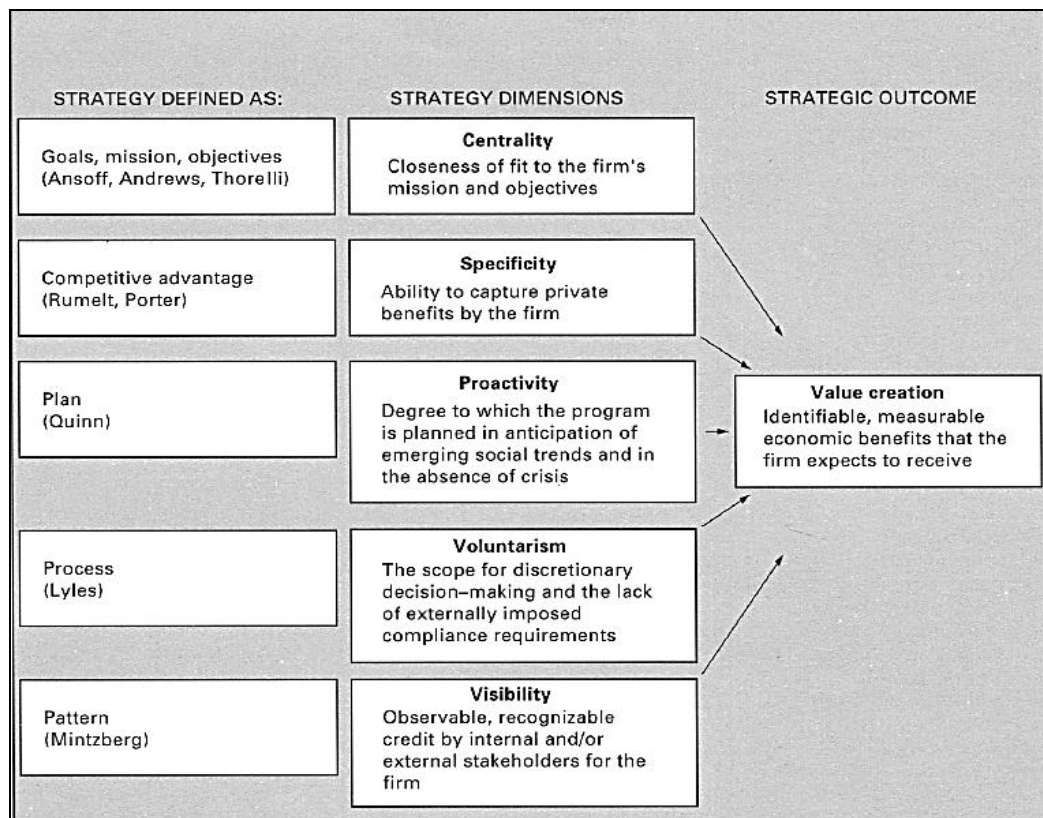 STRATEGY DEFINED AS:
STRATEGY DIMENSIONS
STRATEGIC OUTCOME
Goals, mission, objectives
(Ansoff, Andrews, Thorelli)
Centrality
Closeness of fit to the firm's
mission and objectives
Competitive advantage
(Rumelt, Porter)
Specificity
Ability to capture private
benefits by the firm
Plan
(Quinn)
Proactivity
Degree to which the program
is planned in anticipation of
emerging social trends and in
the absence of crisis
Value creation
Identifiable, measurable
economic benefits that the
firm expects to receive
Process
(Lyles)
Voluntarism
The scope for discretionary
decision–making and the lack
of externally imposed
compliance requirements
Pattern
(Mintzberg)
Visibility
Observable, recognizable
credit by internal and/or
external stakeholders for the
firm